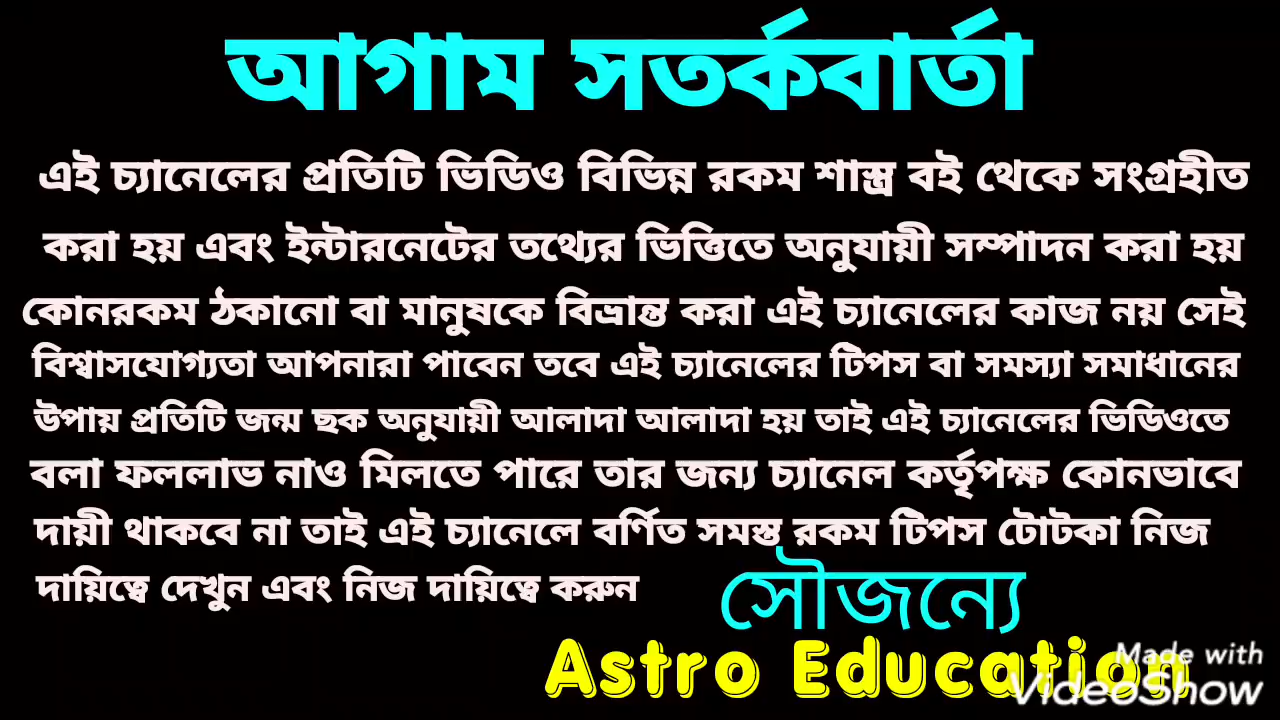 আগাম সতর্কবার্তা
এই চ্যানেলের প্রতিটি ভিডিও বিভিন্ন রকম শাস্ত্র বই থেকে সংগ্রহীত
করা হয় এবং ইন্টারনেটের তথ্যের ভিত্তিতে অনুযায়ী সম্পাদন করা হয়
কোনরকম ঠকানো বা মানুষকে বিভ্রান্ত করা এই চ্যানেলের কাজ নয় সেই
বিশ্বাসযোগ্যতা আপনারা পাবেন তবে এই চ্যানেলের টিপস বা সমস্যা সমাধানের
উপায় প্রতিটি জন্ম ছক অনুযায়ী আলাদা আলাদা হয় তাই এই চ্যানেলের ভিডিওতে
বলা ফললাভ নাও মিলতে পারে তার জন্য চ্যানেল কর্তৃপক্ষ কোনভাবে
দায়ী থাকবে না তাই এই চ্যানেলে বর্ণিত সমস্ত রকম টিপস টোটকা নিজ
দায়িত্বে দেখুন এবং নিজ দায়িত্বে করুন
সৌজন্যে
Astro Education
Made with
VideoShow